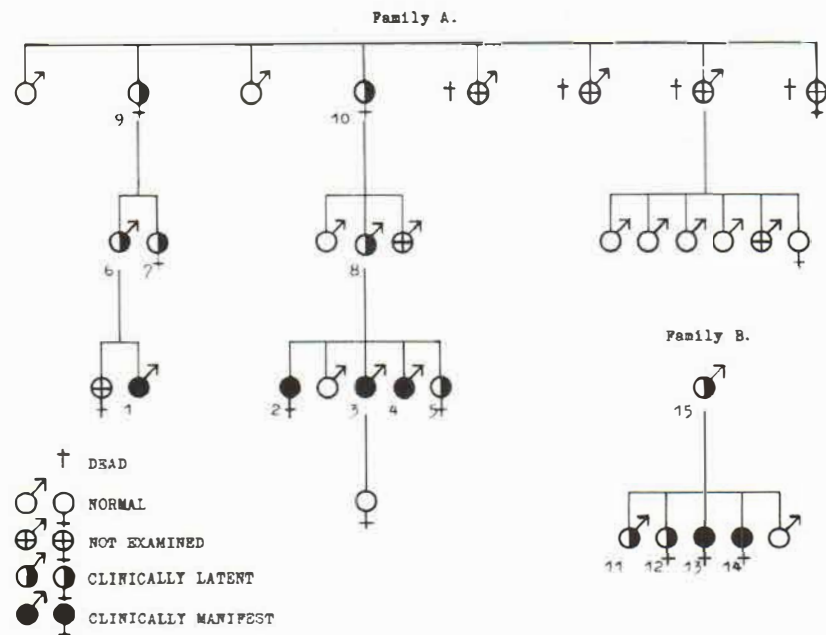 Family A.
† † † †
9 10
6 7 8
Family B.
1 2 3 4 5 15
† DEAD
NORMAL
NOT EXAMINED
11 12 13 14
CLINICALLY LATENT
CLINICALLY MANIFEST